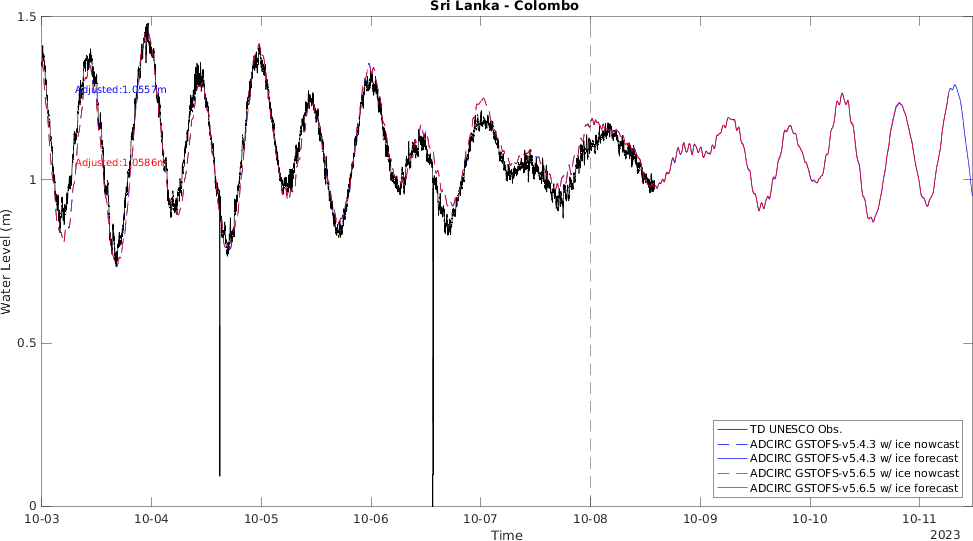 Sri Lanka - Colombo
1.5
Adjusted:1.0557m
Adjusted:1.0586m
1
Water Level (m)
0.5
0
TD UNESCO Obs.
ADCIRC GSTOFS-v5.4.3 w/ ice nowcast
ADCIRC GSTOFS-v5.4.3 w/ ice forecast
ADCIRC GSTOFS-v5.6.5 w/ ice nowcast
ADCIRC GSTOFS-v5.6.5 w/ ice forecast
10-03 10-04 10-05 10-06 10-07 10-08 10-09 10-10 10-11
Time
2023